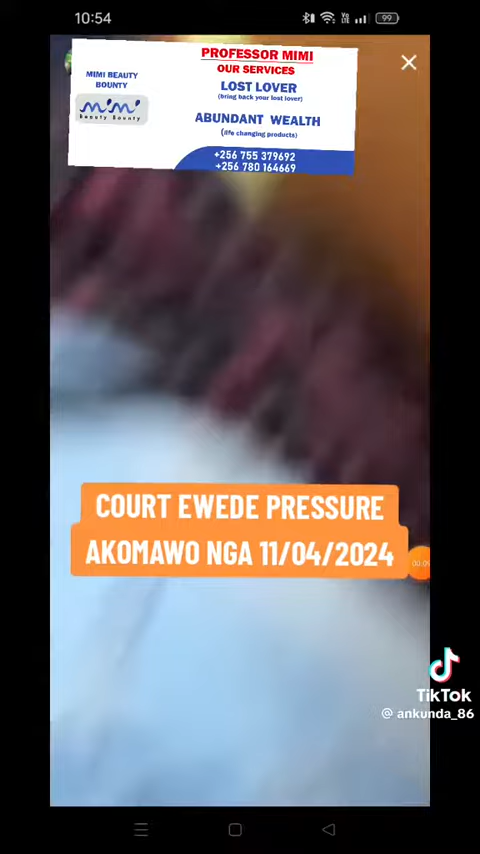 10:54
Vo
LTE
99
PROFESSOR MIMI
OUR SERVICES
MIMI BEAUTY
BOUNTY
LOST LOVER
(bring back your lost lover)
mimi
Beauty Bounty
ABUNDANT WEALTH
(life changing products)
+256 755 379692
+256 780 164669
COURT EWEDE PRESSURE
AKOMAWO NGA 11/04/2024
TikTok
@ ankunda_86